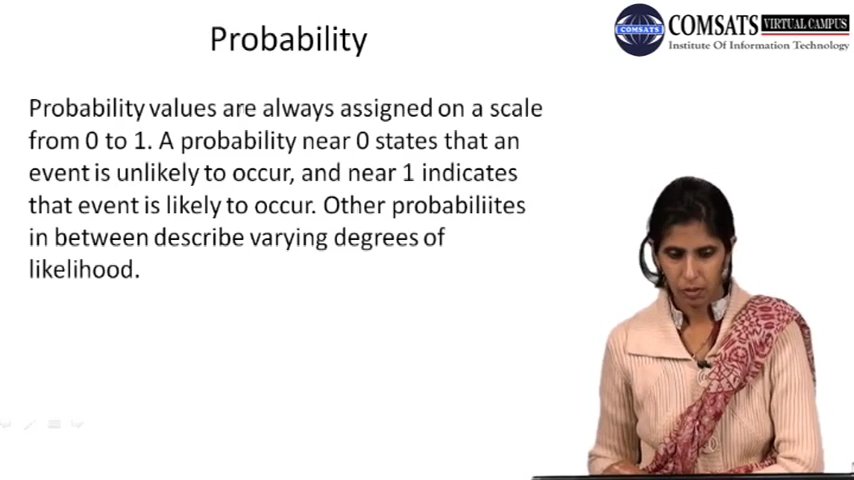 Probability
COMSATS VIRTUAL CAMPUS
COMSATS
Institute Of Information Technology
Probability values are always assigned on a scale
from 0 to 1. A probability near 0 states that an
event is unlikely to occur, and near 1 indicates
that event is likely to occur. Other probabiliites
in between describe varying degrees of
likelihood.